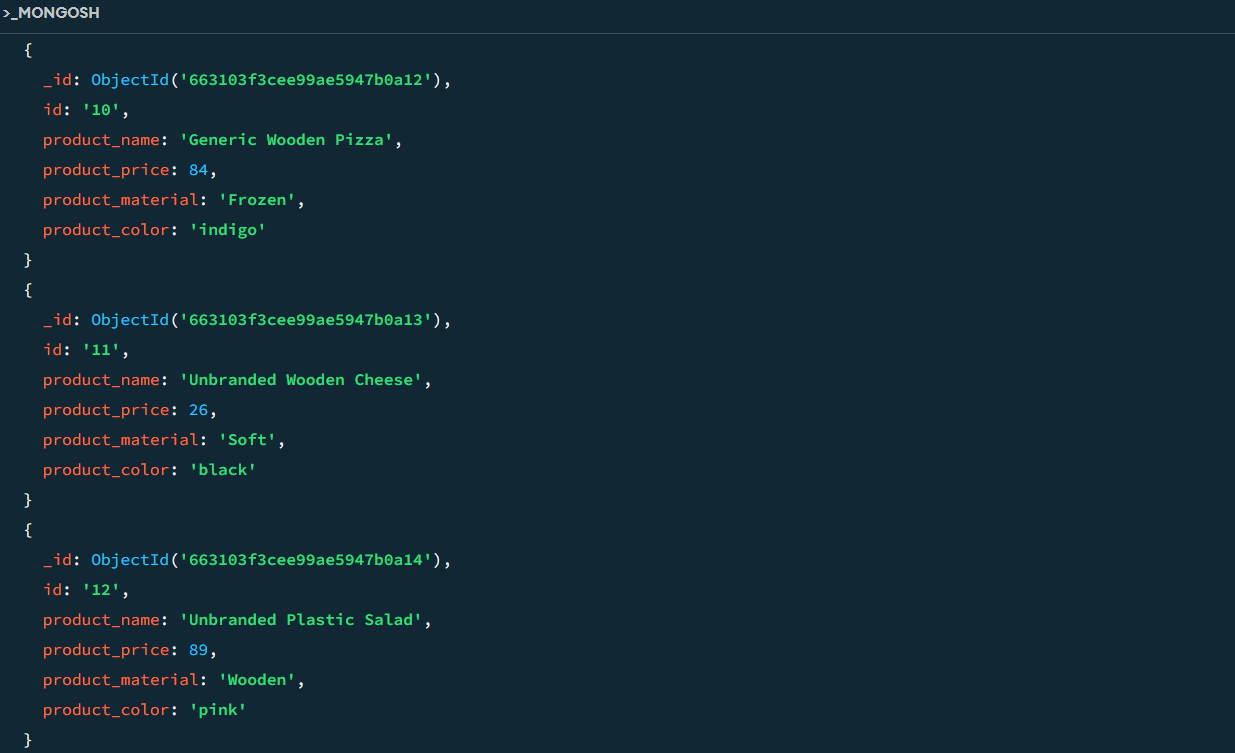 >_MONGOSH
{
_id: ObjectId('663103f3cee99ae5947b0a12'),
id: '10',
product_name: 'Generic Wooden Pizza',
product_price: 84,
product_material: 'Frozen',
product_color: 'indigo'
}
{
_id: ObjectId('663103f3cee99ae5947b0a13'),
id: '11',
product_name: 'Unbranded Wooden Cheese',
product_price: 26,
product_material: 'Soft',
product_color: 'black'
}
{
_id: ObjectId('663103f3cee99ae5947b0a14'),
id: '12',
product_name: 'Unbranded Plastic Salad',
product_price: 89,
product_material: 'Wooden',
product_color: 'pink'
}